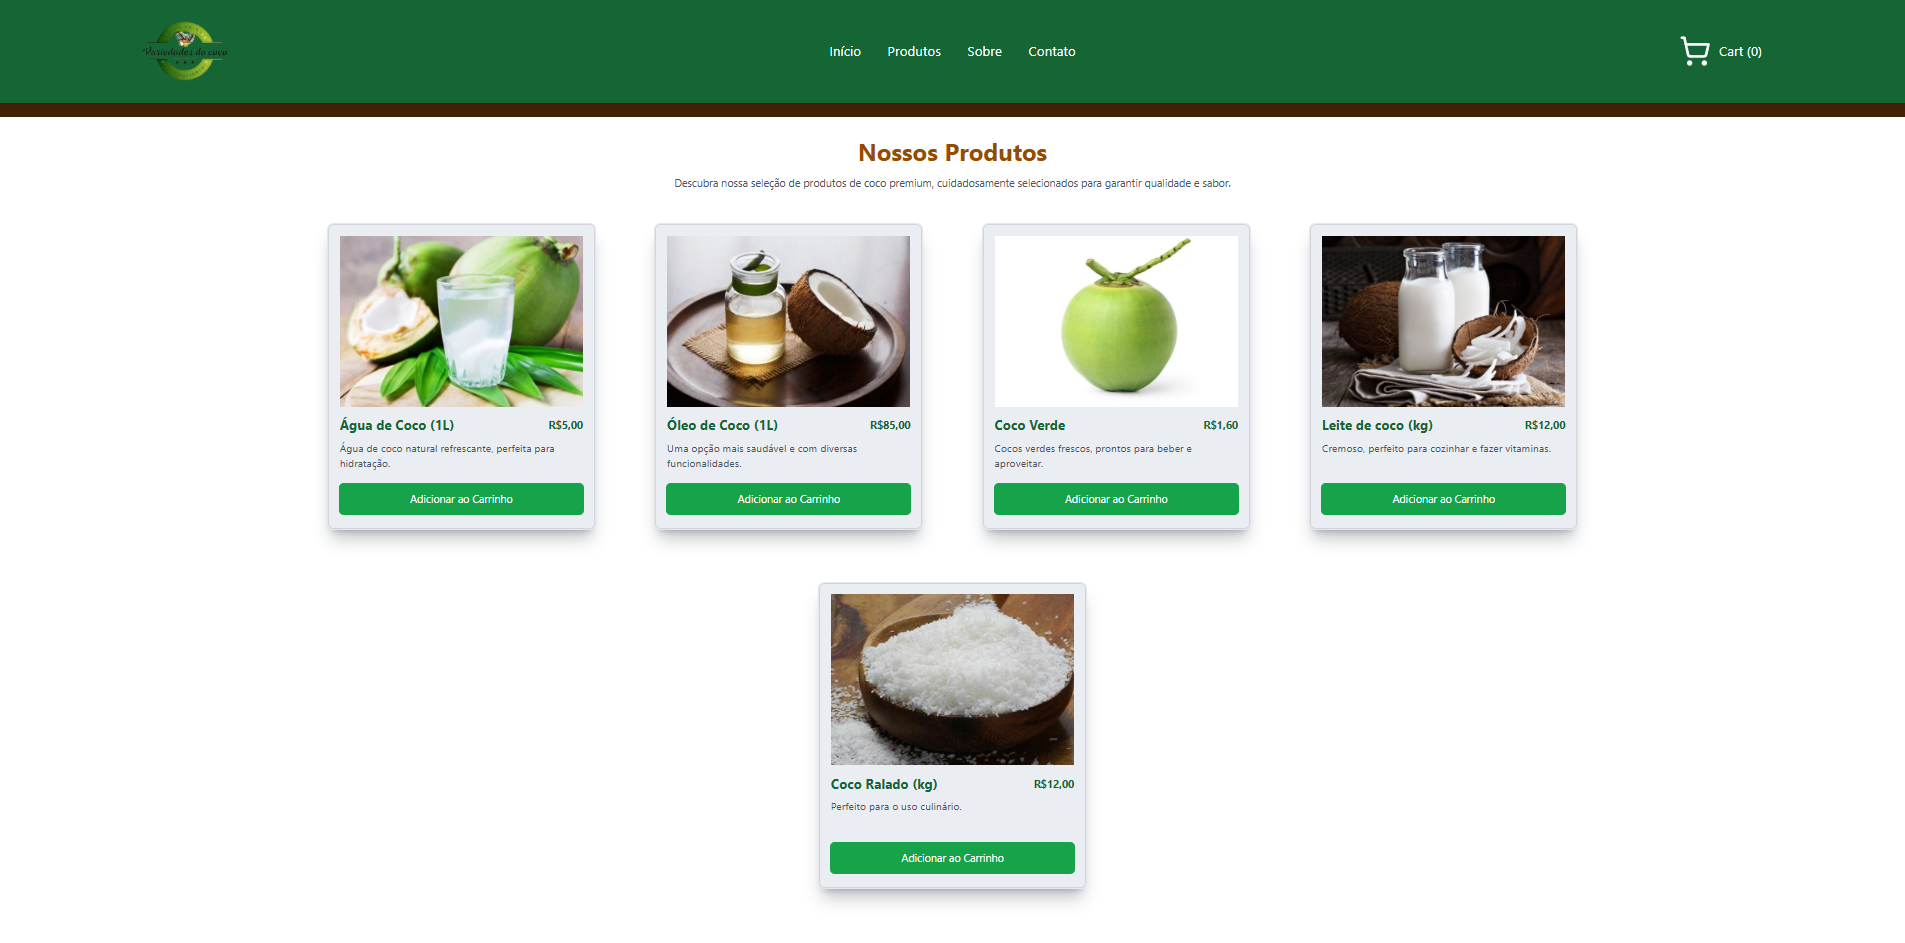 Variedades do coco
Início
Produtos
Sobre
Contato
Cart (0)
Nossos Produtos
Descubra nossa seleção de produtos de coco premium, cuidadosamente selecionados para garantir qualidade e sabor.
Água de Coco (1L) R$5,00
Água de coco natural refrescante, perfeita para
hidratação.
Adicionar ao Carrinho
Óleo de Coco (1L) R$85,00
Uma opção mais saudável e com diversas
funcionalidades.
Adicionar ao Carrinho
Coco Verde R$1,60
Cocos verdes frescos, prontos para beber e
aproveitar.
Adicionar ao Carrinho
Leite de coco (kg) R$12,00
Cremoso, perfeito para cozinhar e fazer vitaminas.
Adicionar ao Carrinho
Coco Ralado (kg) R$12,00
Perfeito para o uso culinário.
Adicionar ao Carrinho